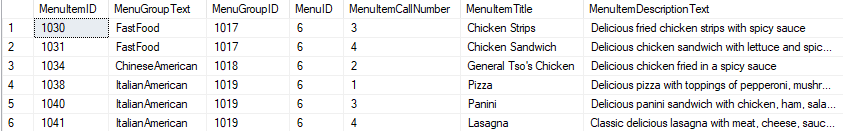 MenuItemID MenuGroupText MenuGroupID MenuID MenuItemCallNumber MenuItemTitle MenuItemDescriptionText
1 1030 FastFood 1017 6 3 Chicken Strips Delicious fried chicken strips with spicy sauce
2 1031 FastFood 1017 6 4 Chicken Sandwich Delicious chicken sandwich with lettuce and spic...
3 1034 ChineseAmerican 1018 6 2 General Tso's Chicken Delicious chicken fried in a spicy sauce
4 1038 ItalianAmerican 1019 6 1 Pizza Delicious pizza with toppings of pepperoni, mushr...
5 1040 ItalianAmerican 1019 6 3 Panini Delicious panini sandwich with chicken, ham, sala...
6 1041 ItalianAmerican 1019 6 4 Lasagna Classic delicious lasagna with meat, cheese, sauc...